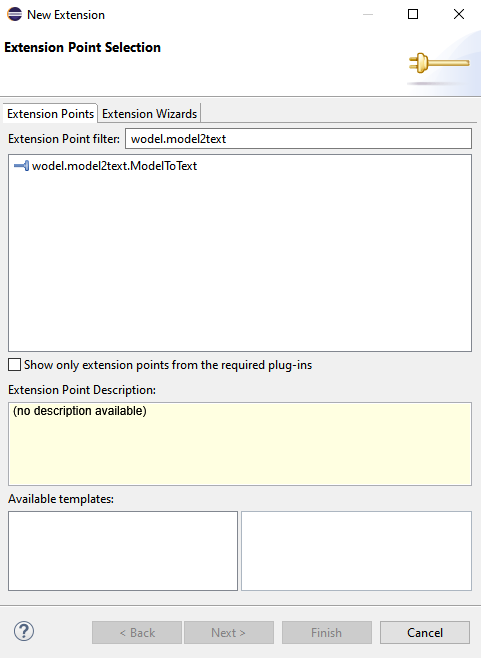 New Extension
Extension Point Selection
Extension Points
Extension Wizards
Extension Point filter:
wodel.model2text
wodel.model2text.ModelToText
Show only extension points from the required plug-ins
Extension Point Description:
(no description available)
Available templates:
?
< Back
Next >
Finish
Cancel